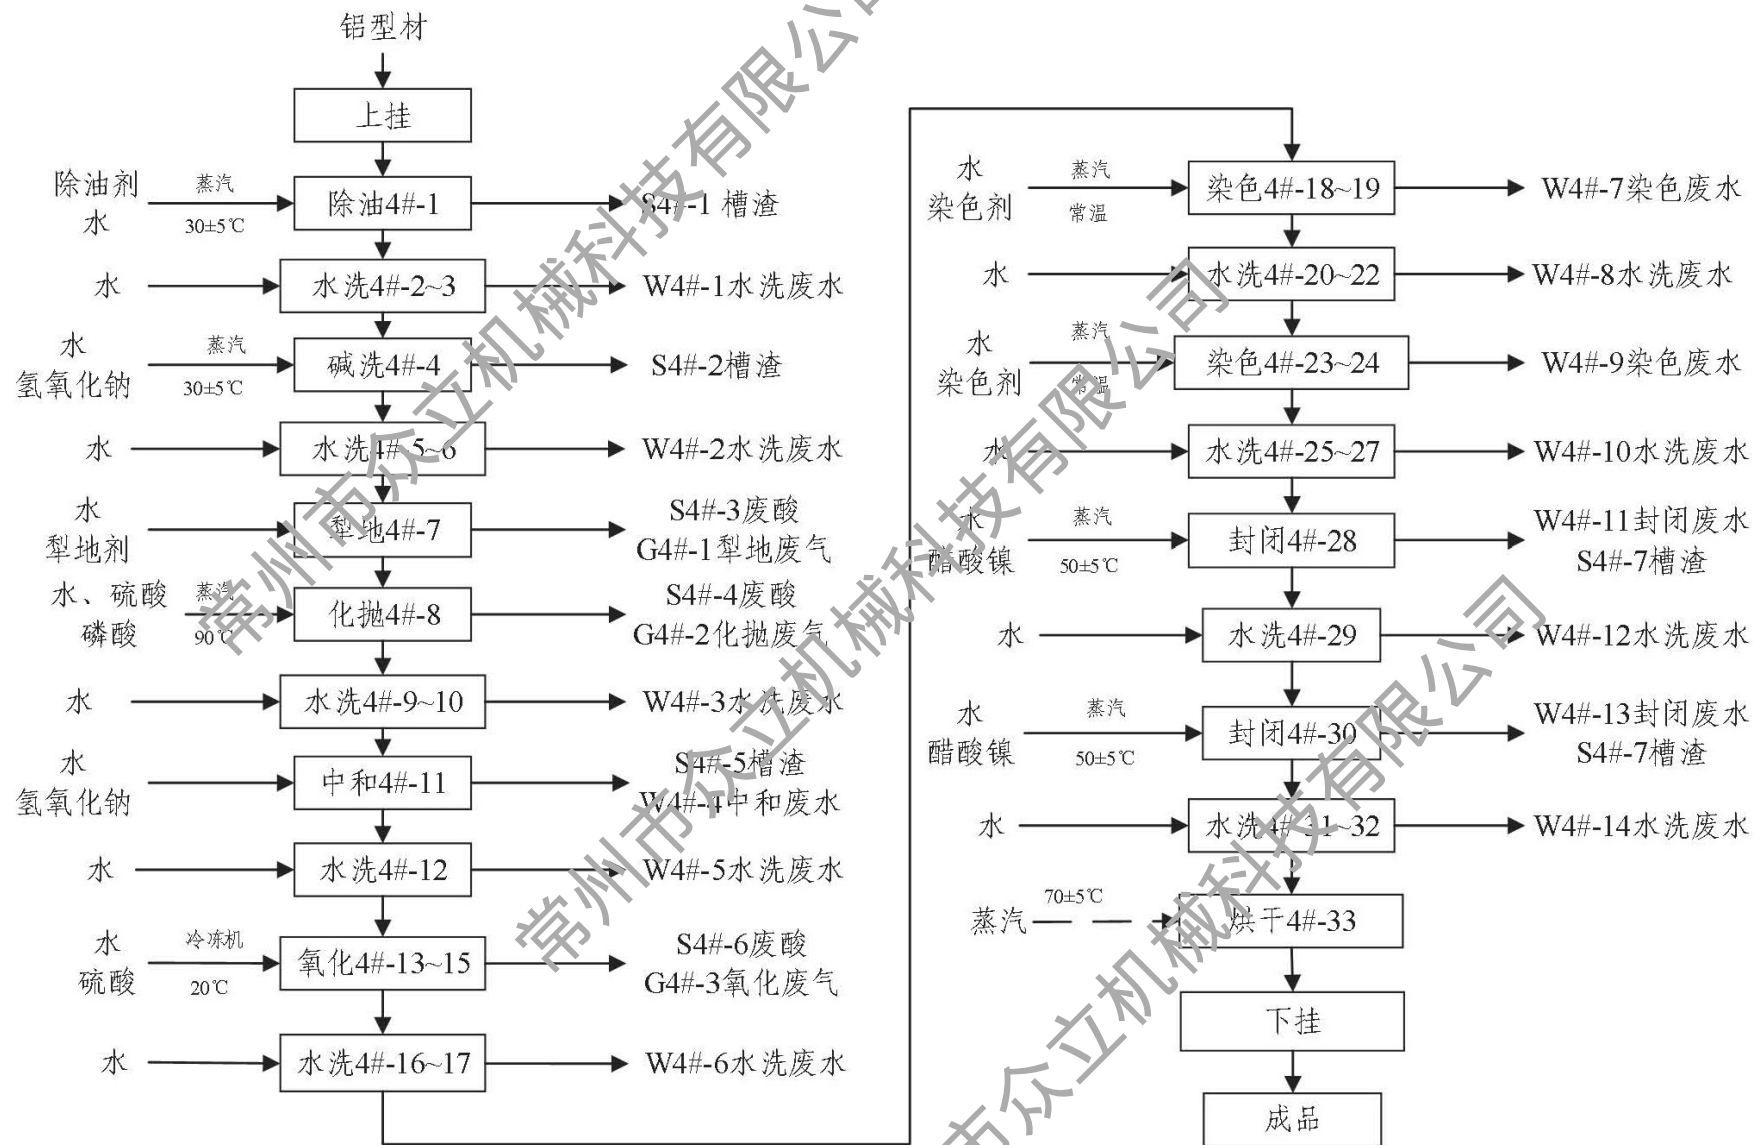 铝型材
上挂
除油剂
水
蒸汽
30±5℃
除油4#-1
S4#-1 槽渣
水
水洗4#-2~3
W4#-1水洗废水
水
氢氧化钠
蒸汽
30±5℃
碱洗4#-4
S4#-2槽渣
水
水洗4#-5~6
W4#-2水洗废水
水
犁地剂
犁地4#-7
S4#-3废酸
G4#-1犁地废气
水、硫酸
磷酸
蒸汽
90℃
化抛4#-8
S4#-4废酸
G4#-2化抛废气
水
水洗4#-9~10
W4#-3水洗废水
水
氢氧化钠
中和4#-11
S4#-5槽渣
W4#-4中和废水
水
水洗4#-12
W4#-5水洗废水
水
硫酸
冷冻机
20℃
氧化4#-13~15
S4#-6废酸
G4#-3氧化废气
水
水洗4#-16~17
W4#-6水洗废水
水
染色剂
蒸汽
常温
染色4#-18~19
W4#-7染色废水
水
水洗4#-20~22
W4#-8水洗废水
水
染色剂
蒸汽
常温
染色4#-23~24
W4#-9染色废水
水
水洗4#-25~27
W4#-10水洗废水
水
醋酸镍
蒸汽
50±5℃
封闭4#-28
W4#-11封闭废水
S4#-7槽渣
水
水洗4#-29
W4#-12水洗废水
水
醋酸镍
蒸汽
50±5℃
封闭4#-30
W4#-13封闭废水
S4#-7槽渣
水
水洗4#-31~32
W4#-14水洗废水
蒸汽
70±5℃
烘干4#-33
下挂
成品
常州市众立机械科技有限公
常州市众立机械科技有限公司
市众立机械科技有限公司